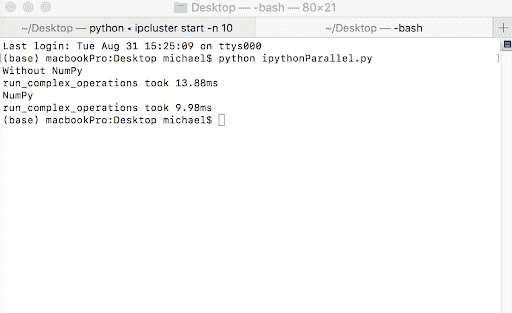 Desktop — -bash — 80×21
~/Desktop — python ◂ ipcluster start -n 10
~/Desktop — -bash
Last login: Tue Aug 31 15:25:09 on ttys000
[(base) macbookPro:Desktop michael$ python ipythonParallel.py ]
Without NumPy
run_complex_operations took 13.88ms
NumPy
run_complex_operations took 9.98ms
(base) macbookPro:Desktop michael$